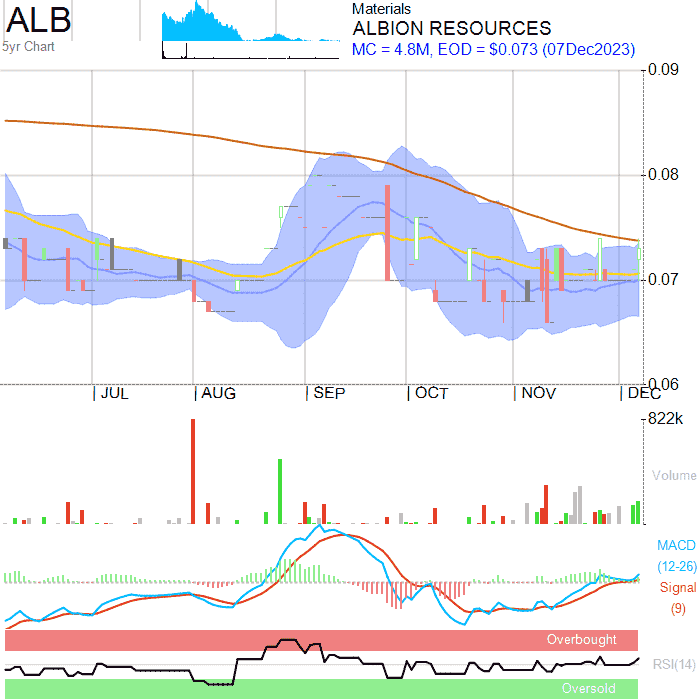 ALB
5yr Chart
Materials
ALBION RESOURCES
MC = 4.8M, EOD = $0.073 (07Dec2023)
0.09
0.08
0.07
0.06
JUL
AUG
SEP
OCT
NOV
DEC
822k
Volume
MACD
(12-26)
Signal
(9)
Overbought
RSI(14)
Oversold